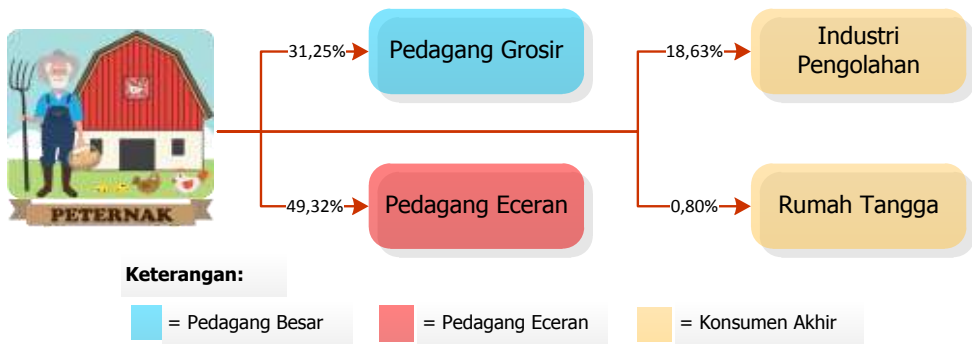 31,25%
Pedagang Grosir
18,63%
Industri
Pengolahan
PETERNAK
49,32%
Pedagang Eceran
0,80%
Rumah Tangga
Keterangan:
= Pedagang Besar
= Pedagang Eceran
= Konsumen Akhir